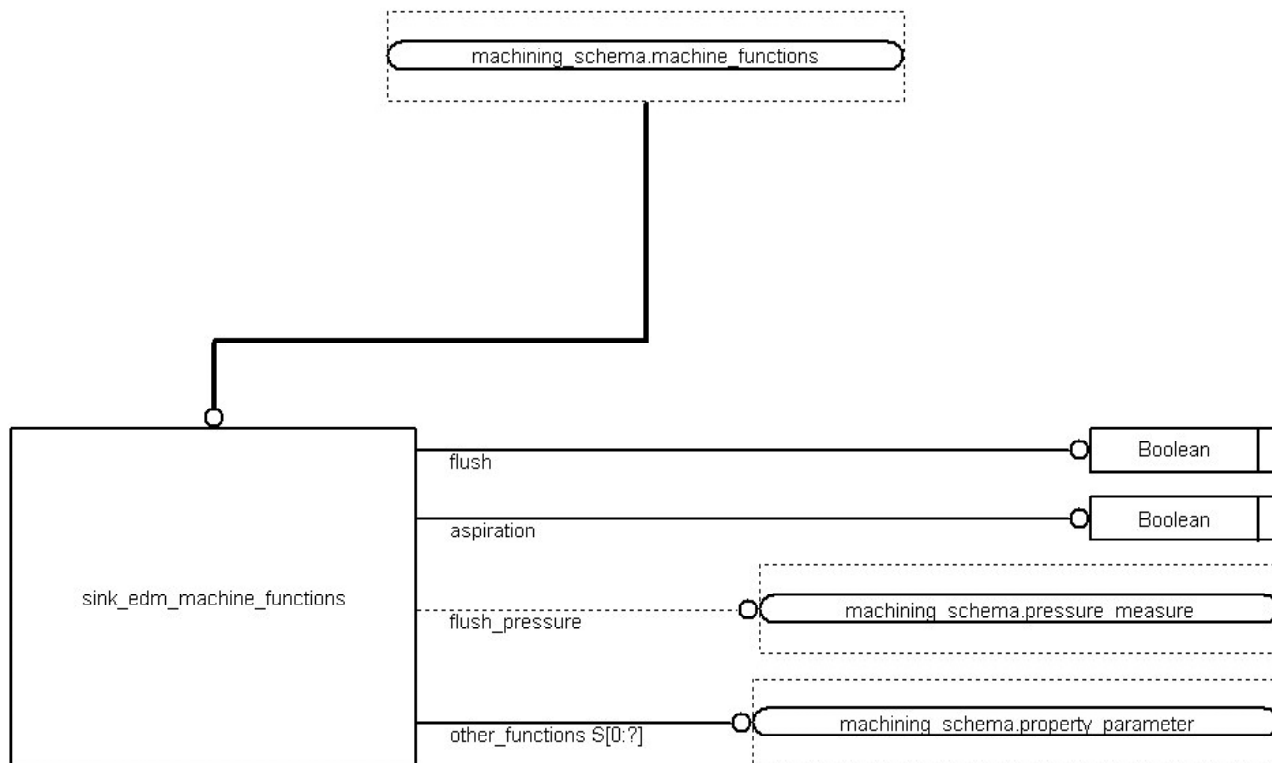 machining_schema.machine_functions
flush
Boolean
aspiration
Boolean
sink_edm_machine_functions
flush_pressure
machining_schema.pressure_measure
other_functions S[0:?]
machining_schema.property_parameter